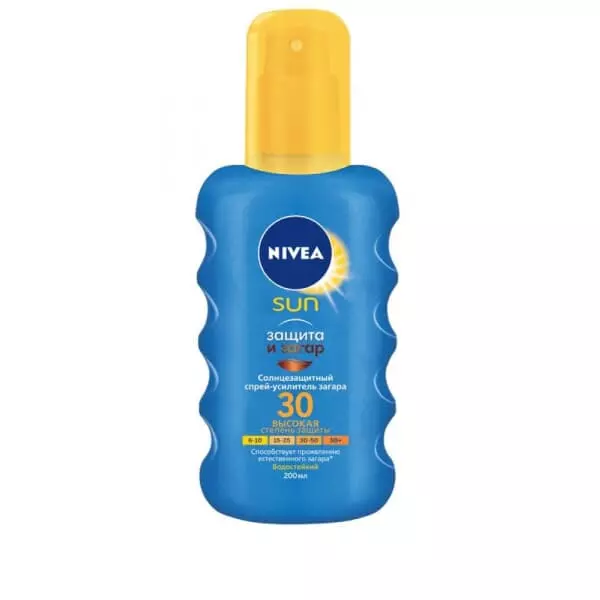 NIVEA
sun
защита
и загар
Солнцезащитный
спрей-усилитель загара
30
ВЫСОКАЯ
степень защиты
6-10 15-25 30-50 50+
Способствует проявлению
естественного загара*
Водостойкий
200мл